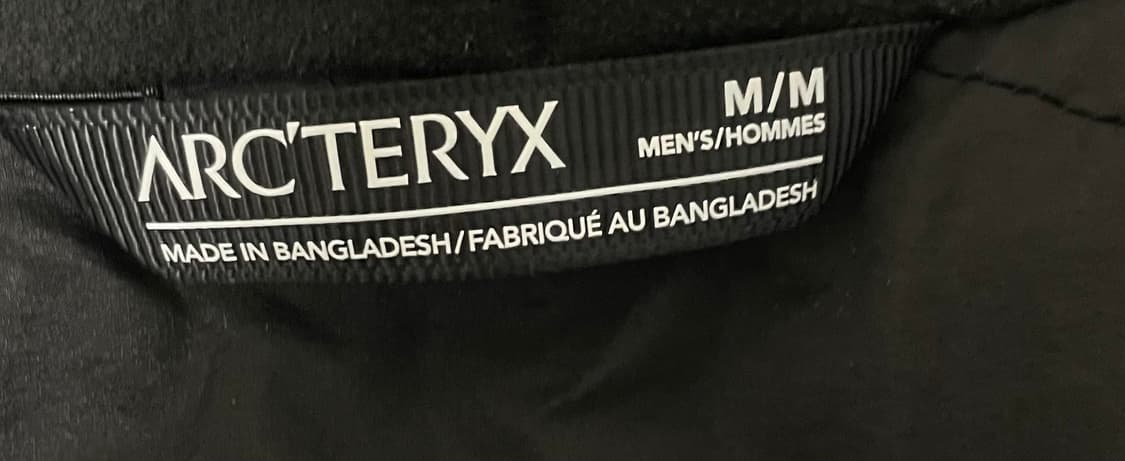 ARC'TERYX
M/M
MEN'S/HOMMES
MADE IN BANGLADESH/FABRIQUÉ AU BANGLADESH